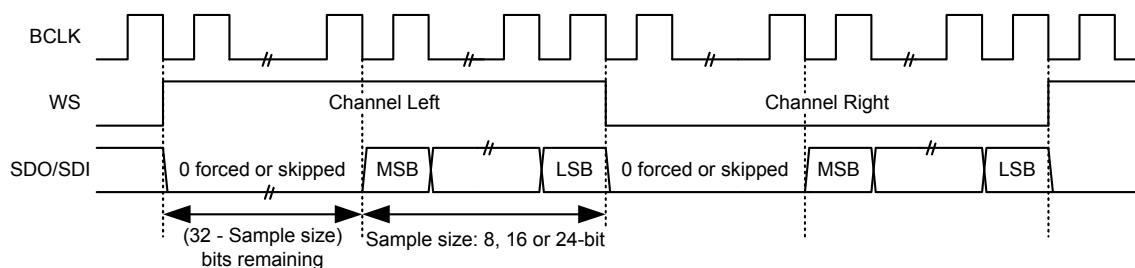 BCLK
WS
Channel Left
Channel Right
SDO/SDI
0 forced or skipped
MSB
LSB
0 forced or skipped
MSB
LSB
(32 - Sample size)
bits remaining
Sample size: 8, 16 or 24-bit